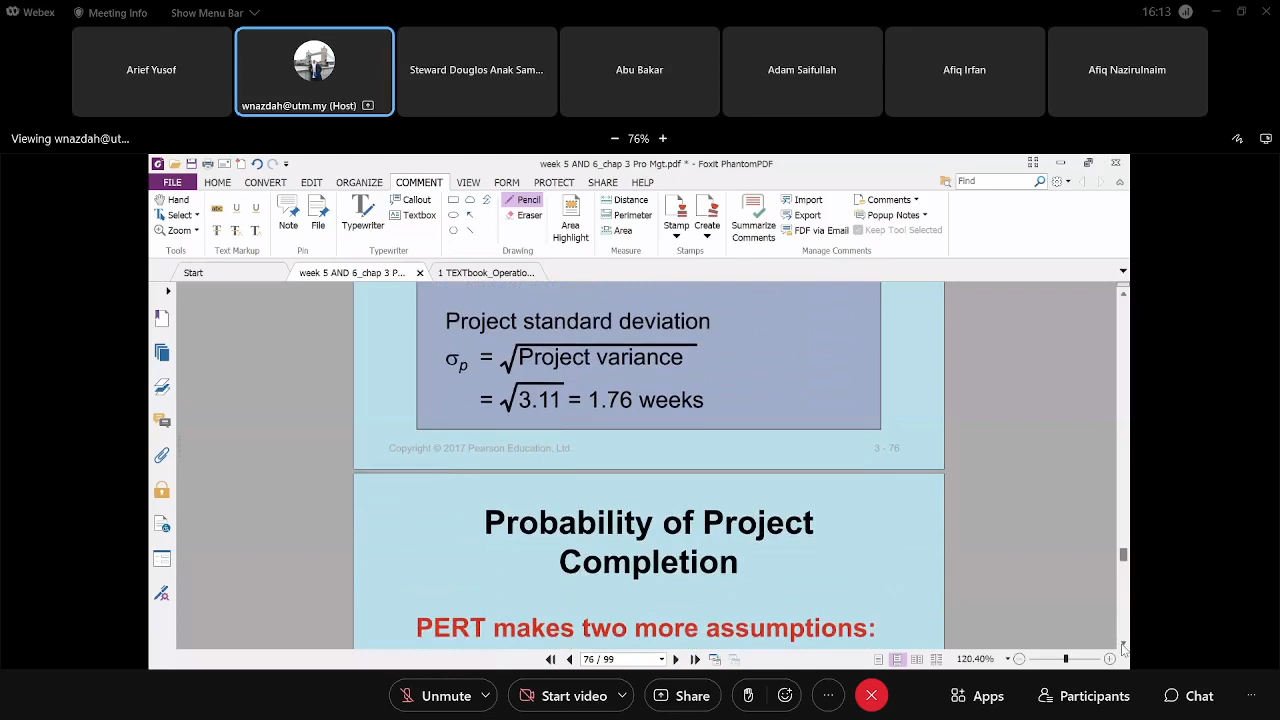 Webex Meeting Info Show Menu Bar 16:13
Arief Yusof
wnazdah@utm.my (Host)
Steward Douglos Anak Sam...
Abu Bakar
Adam Saifullah
Afiq Irfan
Afiq Nazirulnaim
Viewing wnazdah@ut... 76%
week 5 AND 6_chap 3 Pro Mgt.pdf * - Foxit PhantomPDF
FILE HOME CONVERT EDIT ORGANIZE COMMENT VIEW FORM PROTECT SHARE HELP Find
Hand
Select
Zoom
Tools
Text Markup
Note
File
Pin
Typewriter
Callout
Textbox
Typewriter
Pencil
Eraser
Drawing
Area
Highlight
Distance
Perimeter
Area
Measure
Stamp
Create
Stamps
Summarize
Comments
Import
Export
FDF via Email
Comments
Popup Notes
Keep Tool Selected
Manage Comments
Start week 5 AND 6_chap 3 P... 1 TEXTbook_Operatio...
Project standard deviation
σp = √Project variance
= √3.11 = 1.76 weeks
Copyright © 2017 Pearson Education, Ltd. 3 - 76
Probability of Project
Completion
PERT makes two more assumptions:
76 / 99 120.40%
Unmute Start video Share Apps Participants Chat